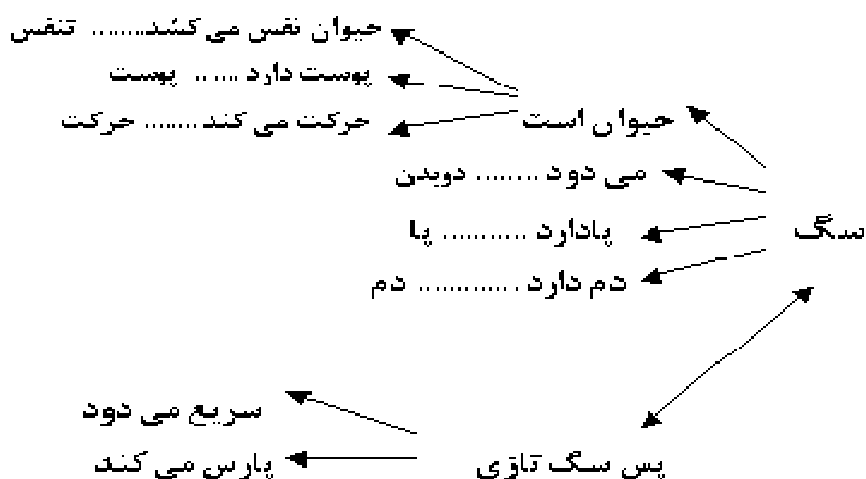 حیوان نفس می کشد........ تنفس
پوست دارد ...... پوست
حرکت می کند........ حرکت
حیوان است
می دود ........ دویدن
سگ
پادارد ........... پا
دم دارد ............. دم
سریع می دود
پس سگ تازی
پارس می کند